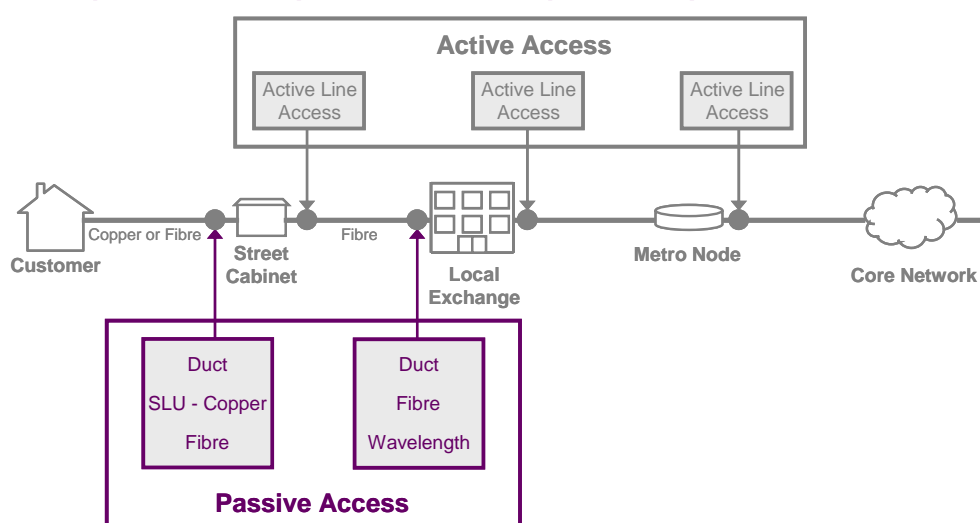 Active Access
Active Line
Access
Active Line
Access
Active Line
Access
Copper or Fibre
Fibre
Customer
Street
Cabinet
Local
Exchange
Metro Node
Core Network
Duct
SLU - Copper
Fibre
Duct
Fibre
Wavelength
Passive Access